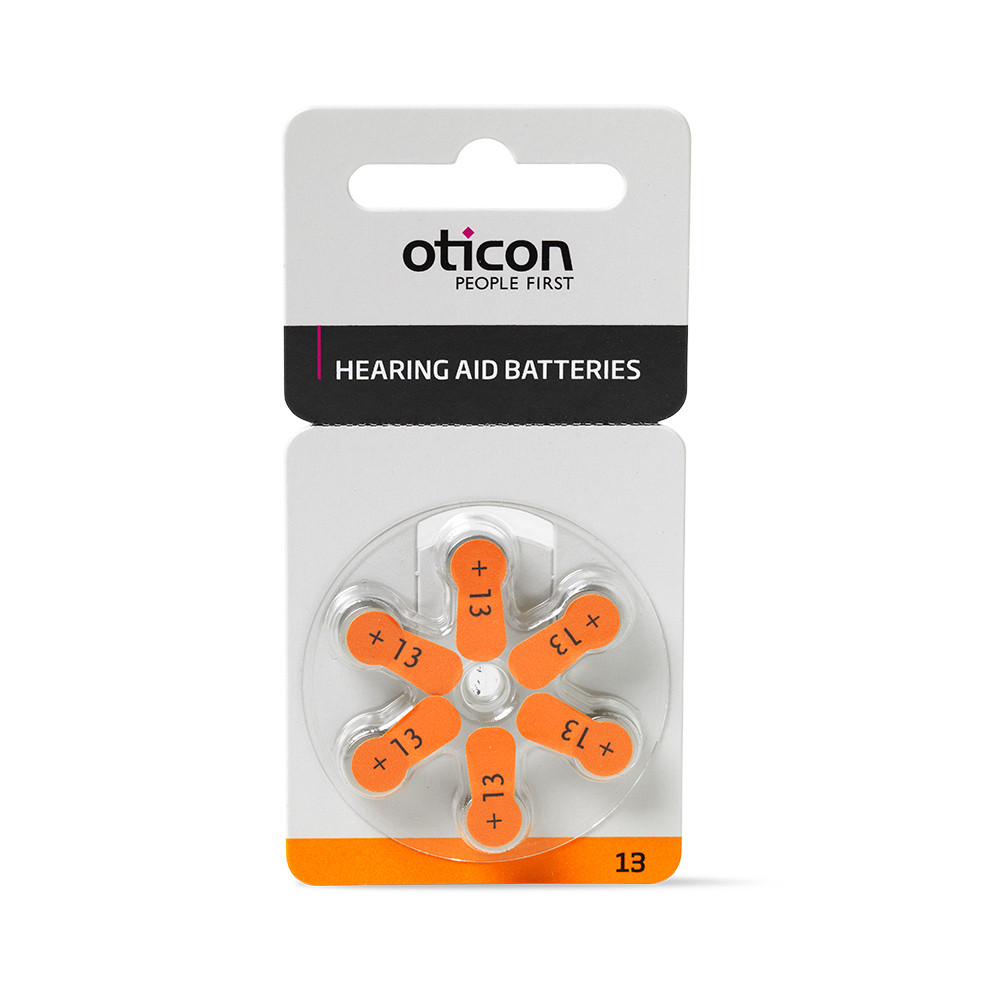 oticon
PEOPLE FIRST
HEARING AID BATTERIES
+ 13
+ 13
+ 13
+ 13
+ 13
+ 13
13